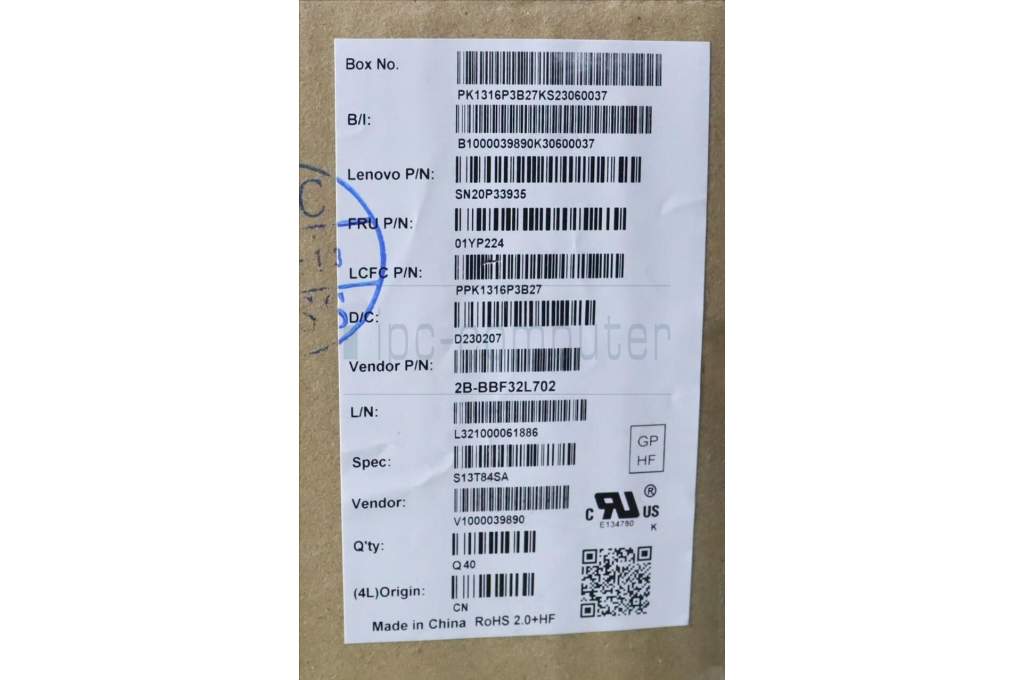 Box No.
PK1316P3B27KS23060037
B/I:
B1000039890K30600037
Lenovo P/N:
SN20P33935
FRU P/N:
01YP224
LCFC P/N:
PPK1316P3B27
D/C:
D230207
ipc-computer
Vendor P/N:
2B-BBF32L702
L/N:
L321000061886
GP
HF
Spec:
S13T84SA
Vendor:
V1000039890
C RU ® US
E134780 K
Q'ty:
Q40
(4L)Origin:
CN
Made in China RoHS 2.0+HF